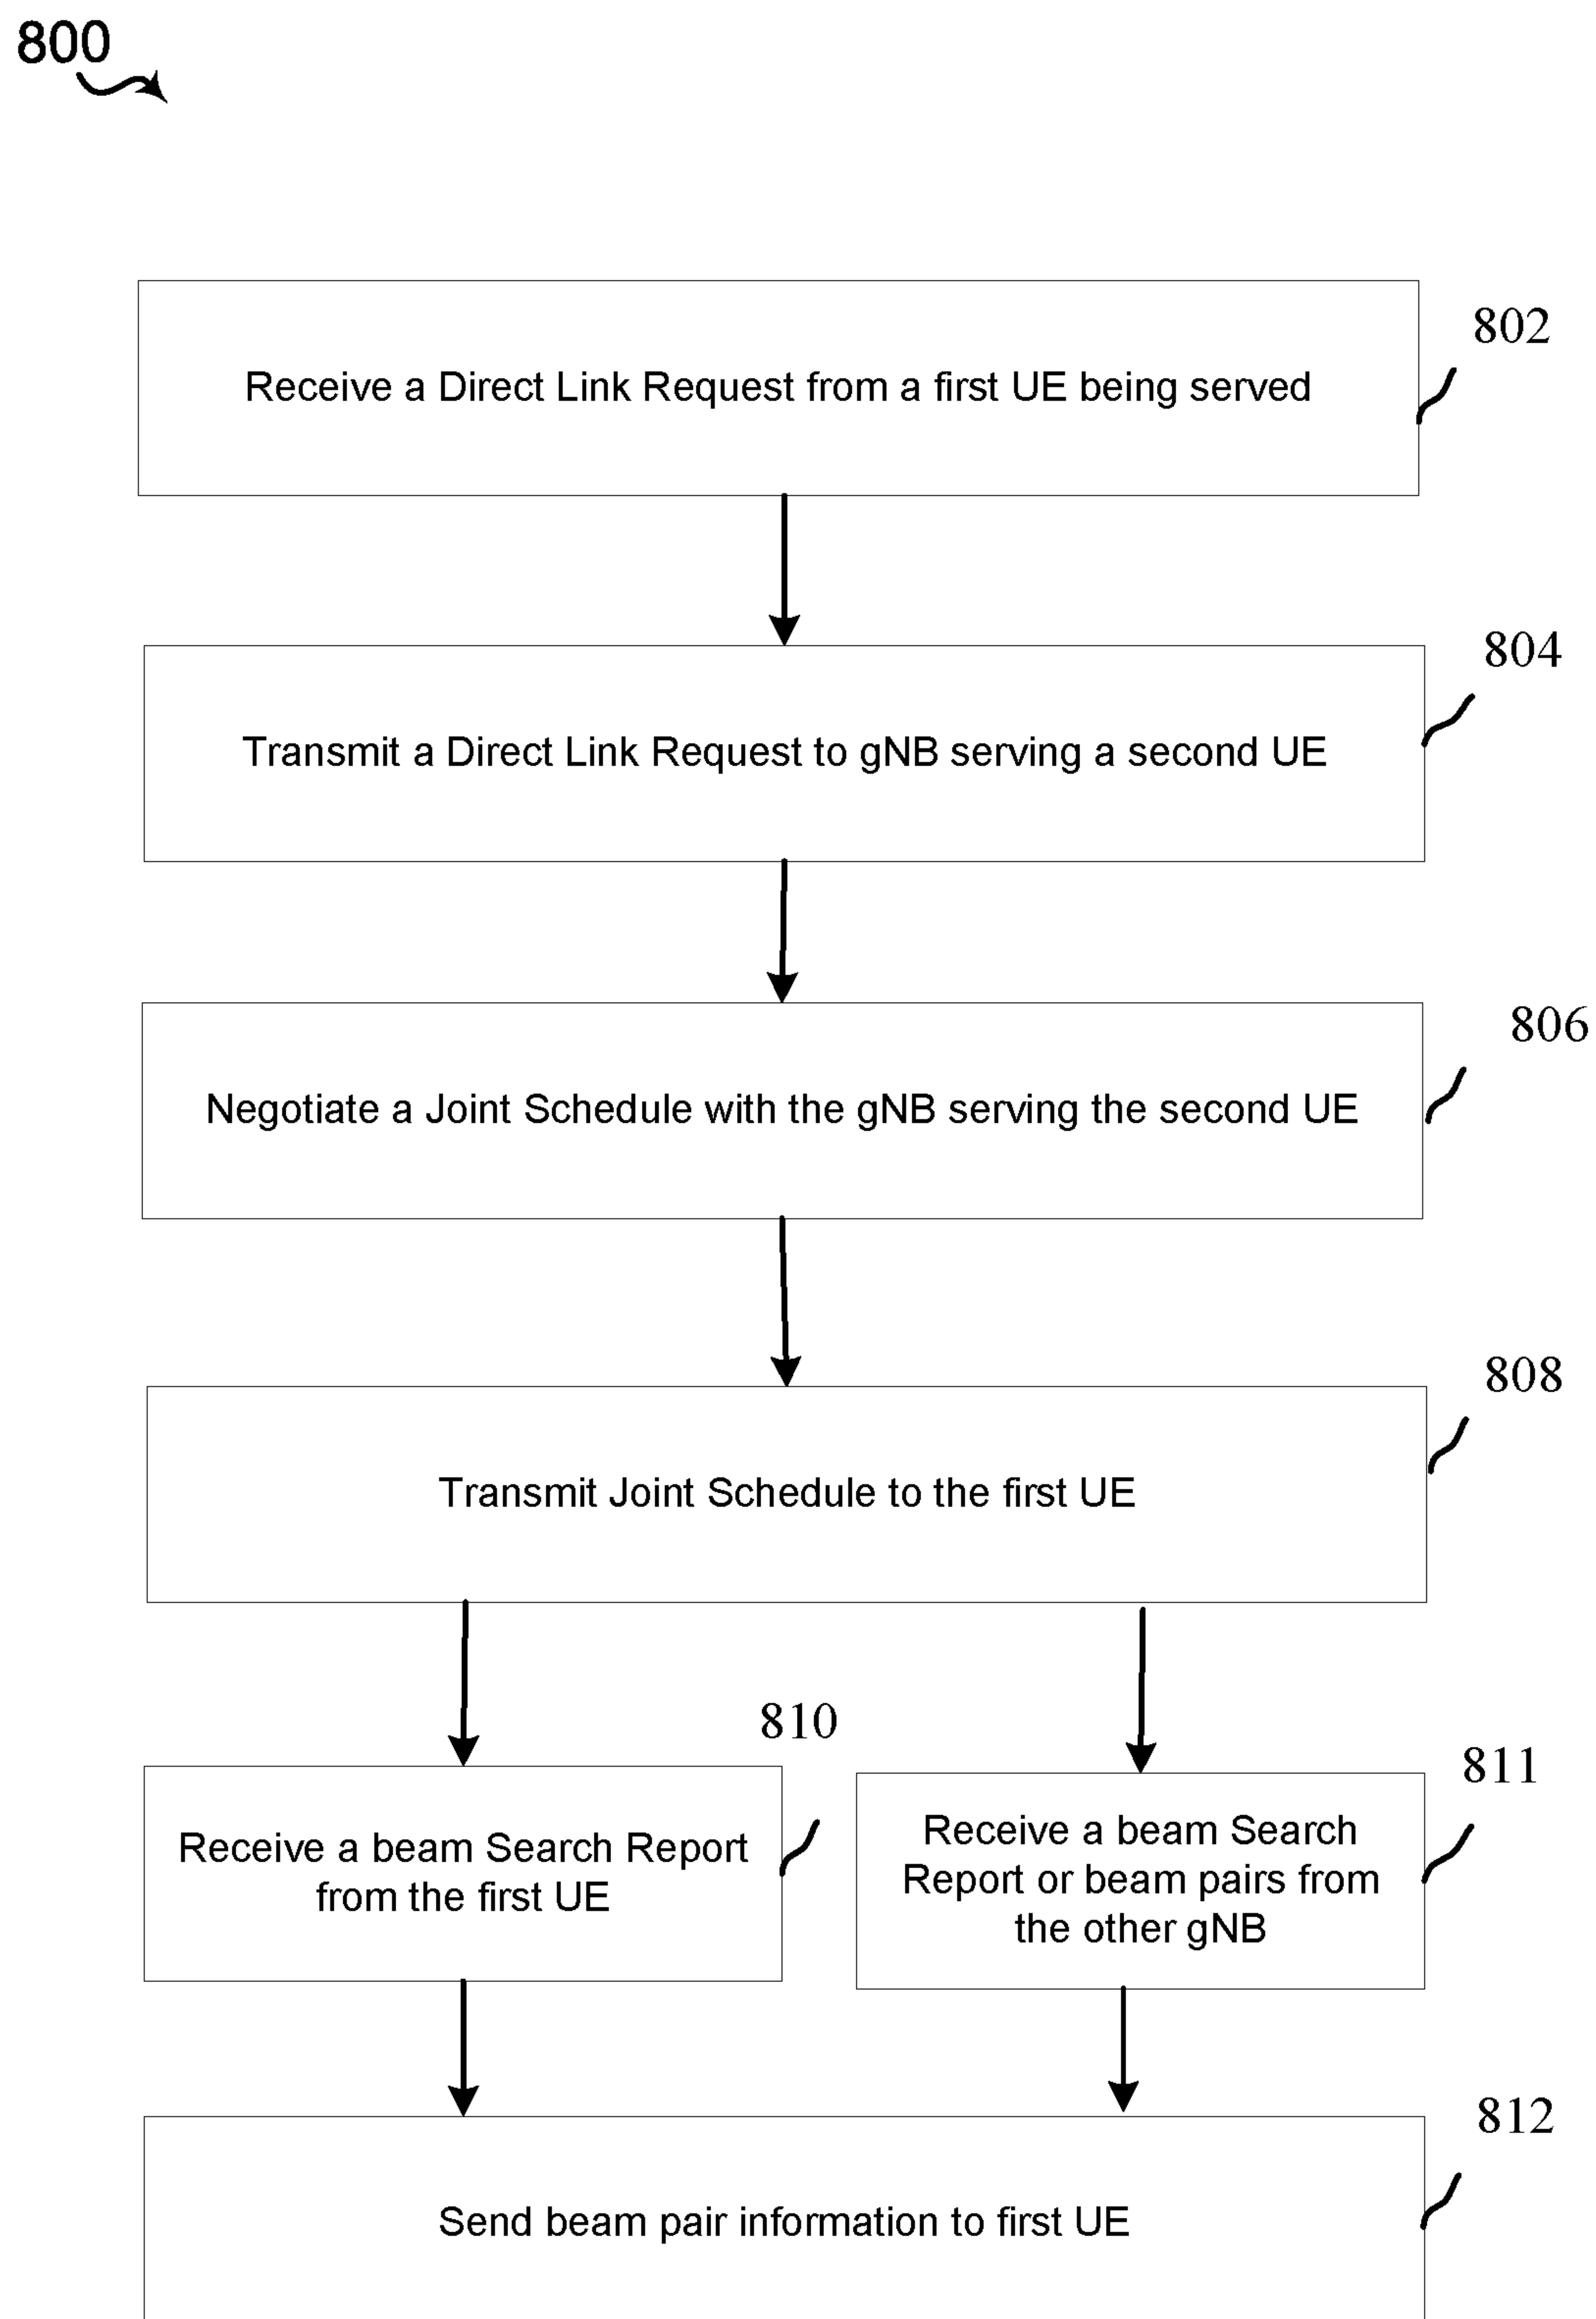 800
802
Receive a Direct Link Request from a first UE being served
804
Transmit a Direct Link Request to gNB serving a second UE
806
Negotiate a Joint Schedule with the gNB serving the second UE
808
Transmit Joint Schedule to the first UE
810
Receive a beam Search Report
from the first UE
811
Receive a beam Search
Report or beam pairs from
the other gNB
812
Send beam pair information to first UE